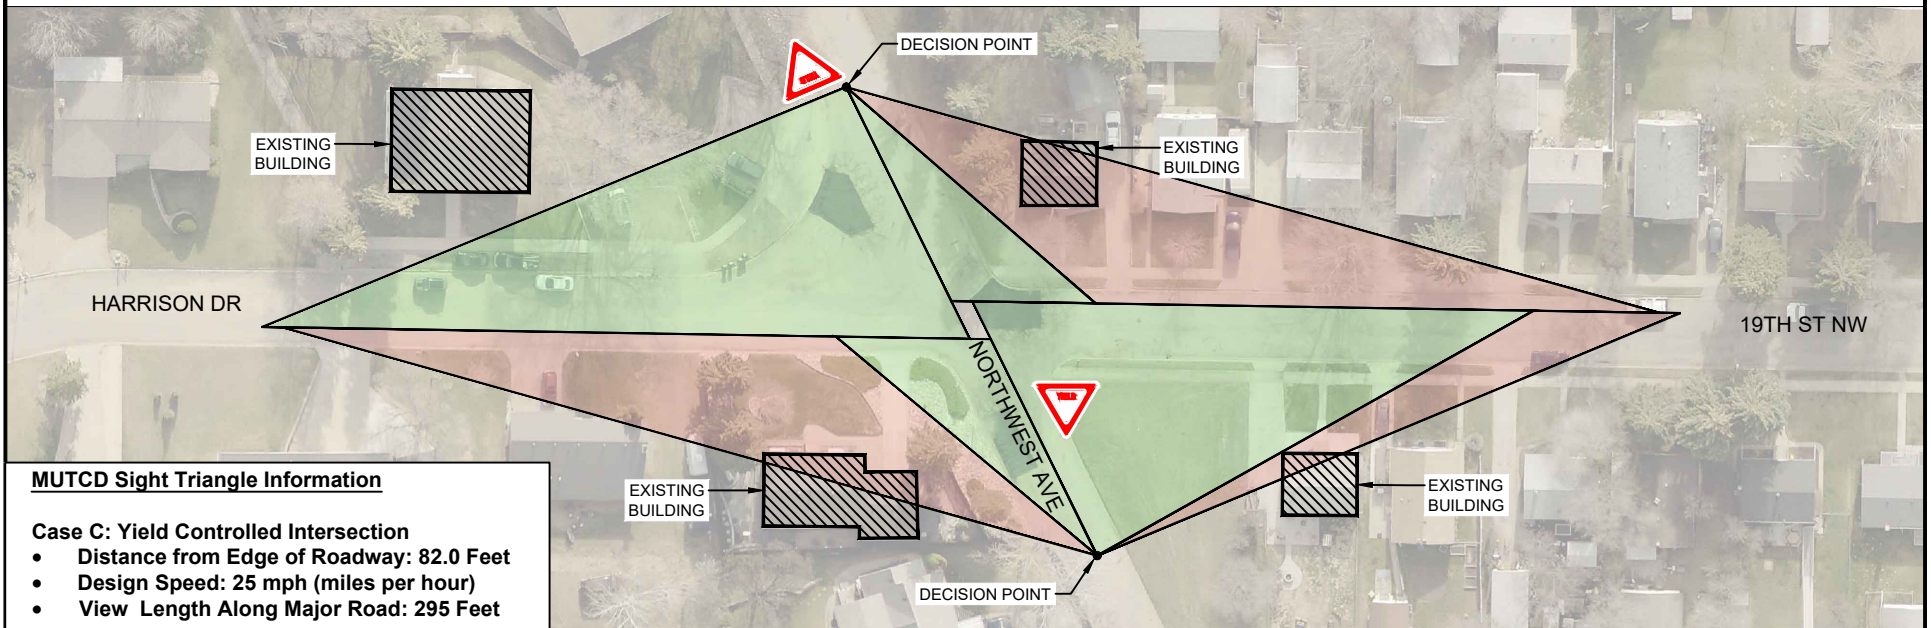 DECISION POINT
EXISTING
BUILDING
EXISTING
BUILDING
HARRISON DR
19TH ST NW
NORTHWEST AVE
YIELD
EXISTING
BUILDING
EXISTING
BUILDING
DECISION POINT
MUTCD Sight Triangle Information
Case C: Yield Controlled Intersection
• Distance from Edge of Roadway: 82.0 Feet
• Design Speed: 25 mph (miles per hour)
• View Length Along Major Road: 295 Feet